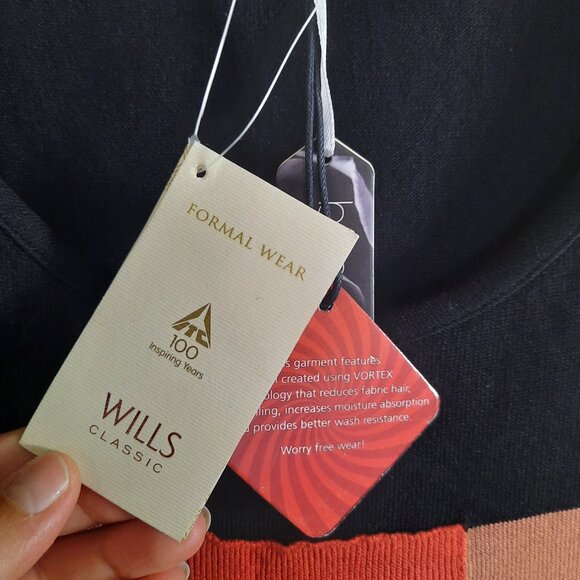 FORMAL WEAR
ITC
100
Inspiring Years
WILLS
CLASSIC
garment features
created using VORTEX
that reduces fabric hair,
increases moisture absorption
provides better wash resistance.
Worry free wear!